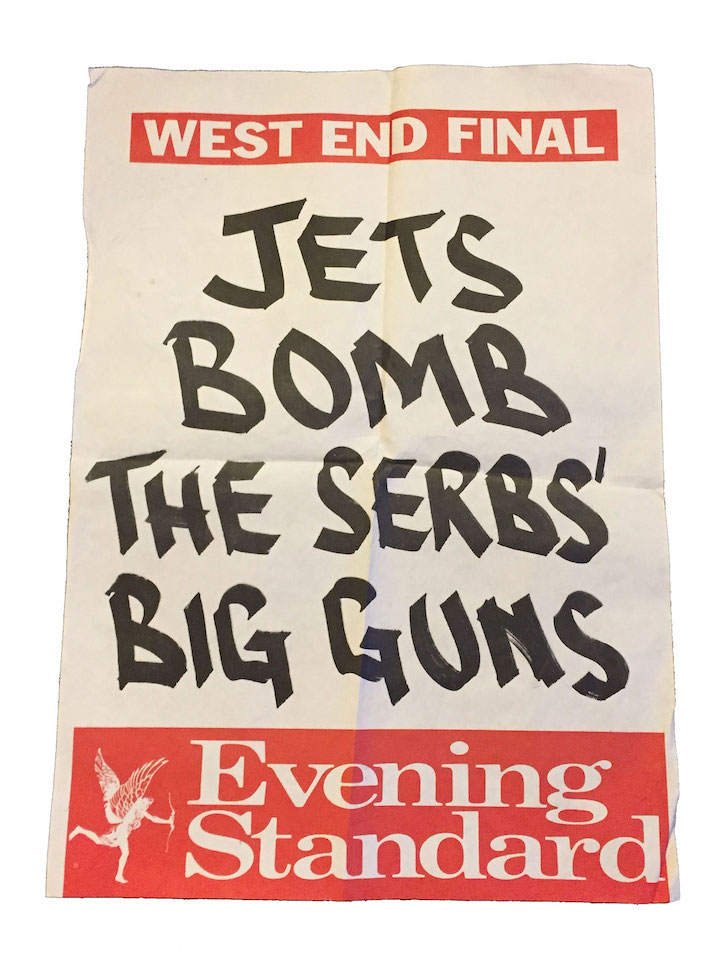 WEST END FINAL
JETS
BOMB
THE SERBS'
BIG GUNS
Evening
Standard